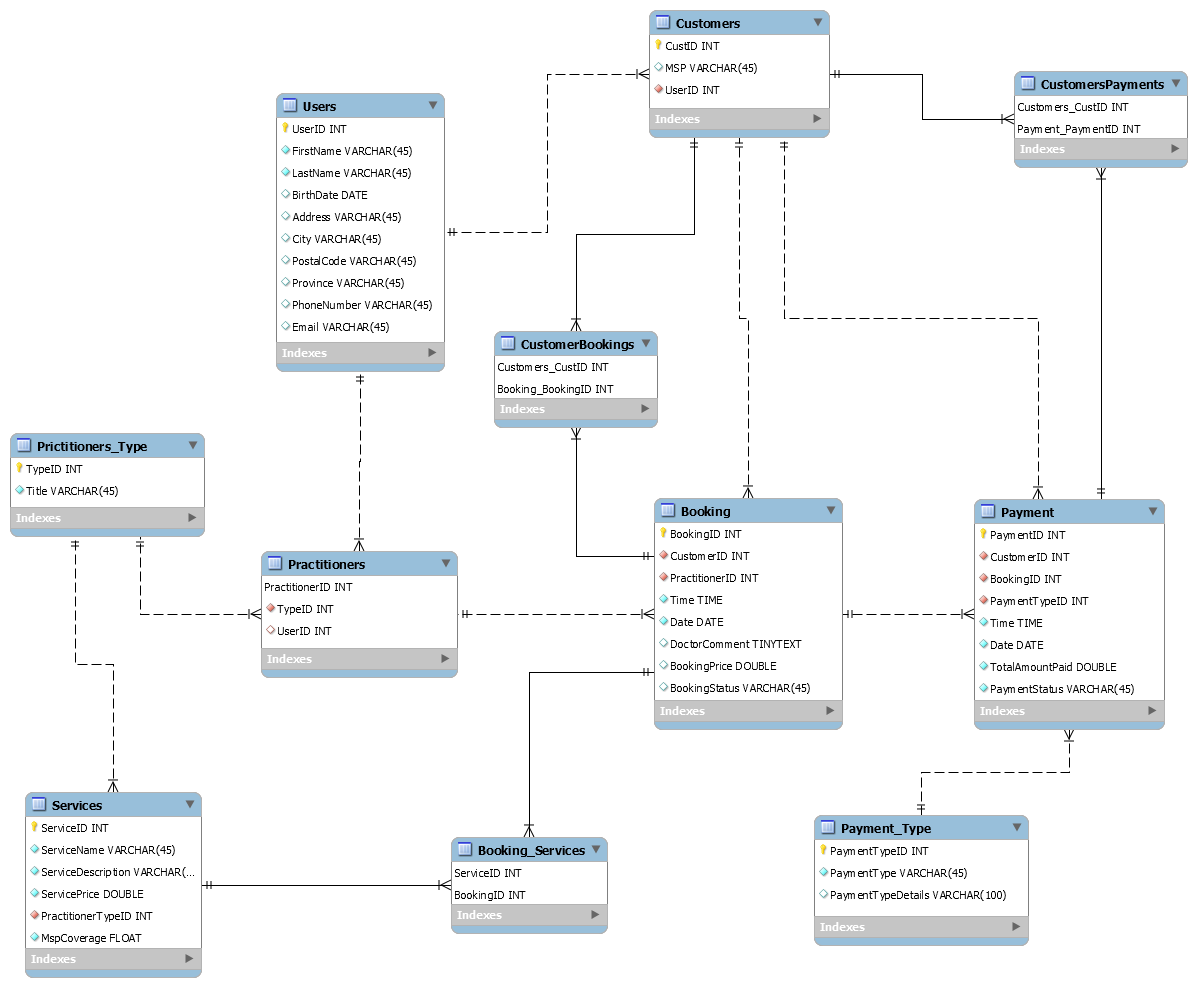 Customers
CustID INT
MSP VARCHAR(45)
UserID INT
Indexes
CustomersPayments
Customers_CustID INT
Payment_PaymentID INT
Indexes
Users
UserID INT
FirstName VARCHAR(45)
LastName VARCHAR(45)
BirthDate DATE
Address VARCHAR(45)
City VARCHAR(45)
PostalCode VARCHAR(45)
Province VARCHAR(45)
PhoneNumber VARCHAR(45)
Email VARCHAR(45)
Indexes
CustomerBookings
Customers_CustID INT
Booking_BookingID INT
Indexes
Prictitioners_Type
TypeID INT
Title VARCHAR(45)
Indexes
Practitioners
PractitionerID INT
TypeID INT
UserID INT
Indexes
Booking
BookingID INT
CustomerID INT
PractitionerID INT
Time TIME
Date DATE
DoctorComment TINYTEXT
BookingPrice DOUBLE
BookingStatus VARCHAR(45)
Indexes
Payment
PaymentID INT
CustomerID INT
BookingID INT
PaymentTypeID INT
Time TIME
Date DATE
TotalAmountPaid DOUBLE
PaymentStatus VARCHAR(45)
Indexes
Services
ServiceID INT
ServiceName VARCHAR(45)
ServiceDescription VARCHAR(...
ServicePrice DOUBLE
PractitionerTypeID INT
MspCoverage FLOAT
Indexes
Booking_Services
ServiceID INT
BookingID INT
Indexes
Payment_Type
PaymentTypeID INT
PaymentType VARCHAR(45)
PaymentTypeDetails VARCHAR(100)
Indexes